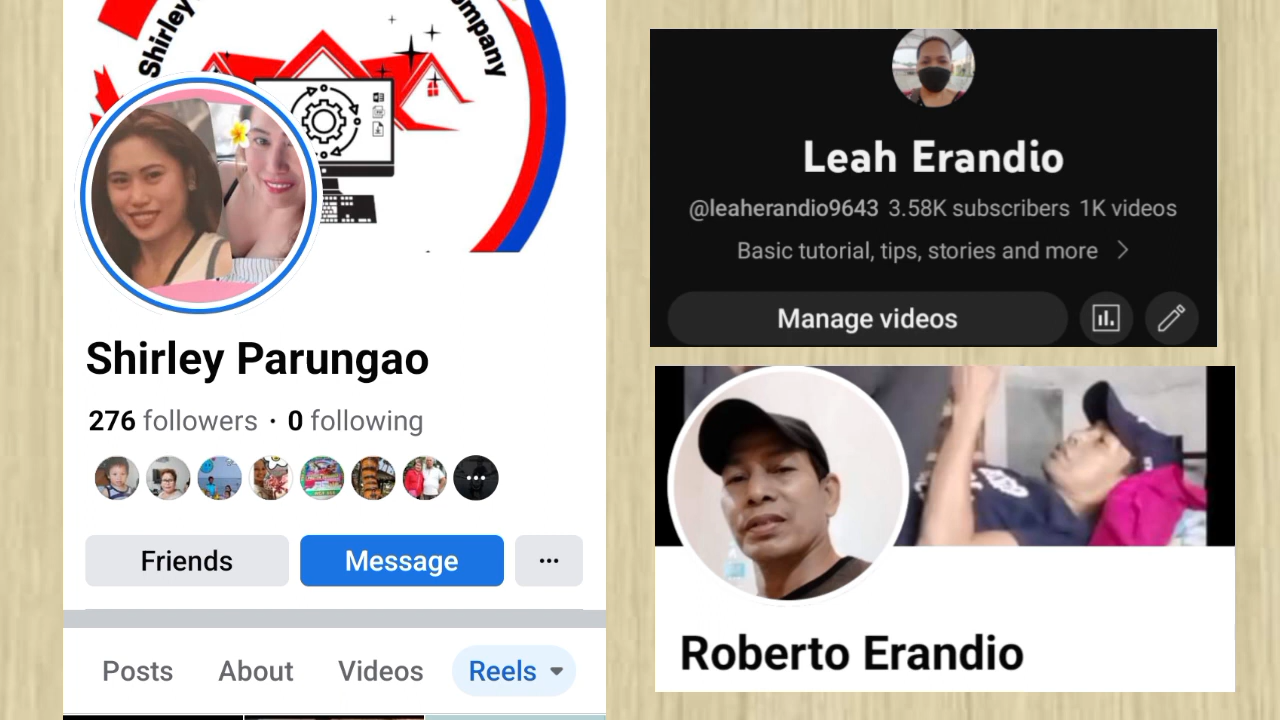 Shirley
ompany
Shirley Parungao
276 followers · 0 following
Friends
Message
Posts
About
Videos
Reels
Leah Erandio
@leaherandio9643 3.58K subscribers 1K videos
Basic tutorial, tips, stories and more
Manage videos
Roberto Erandio